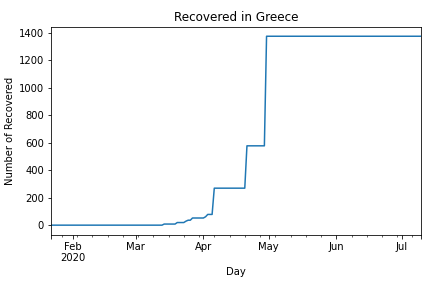 Recovered in Greece
Number of Recovered
1400
1200
1000
800
600
400
200
0
Feb
2020
Mar
Apr
May
Jun
Jul
Day